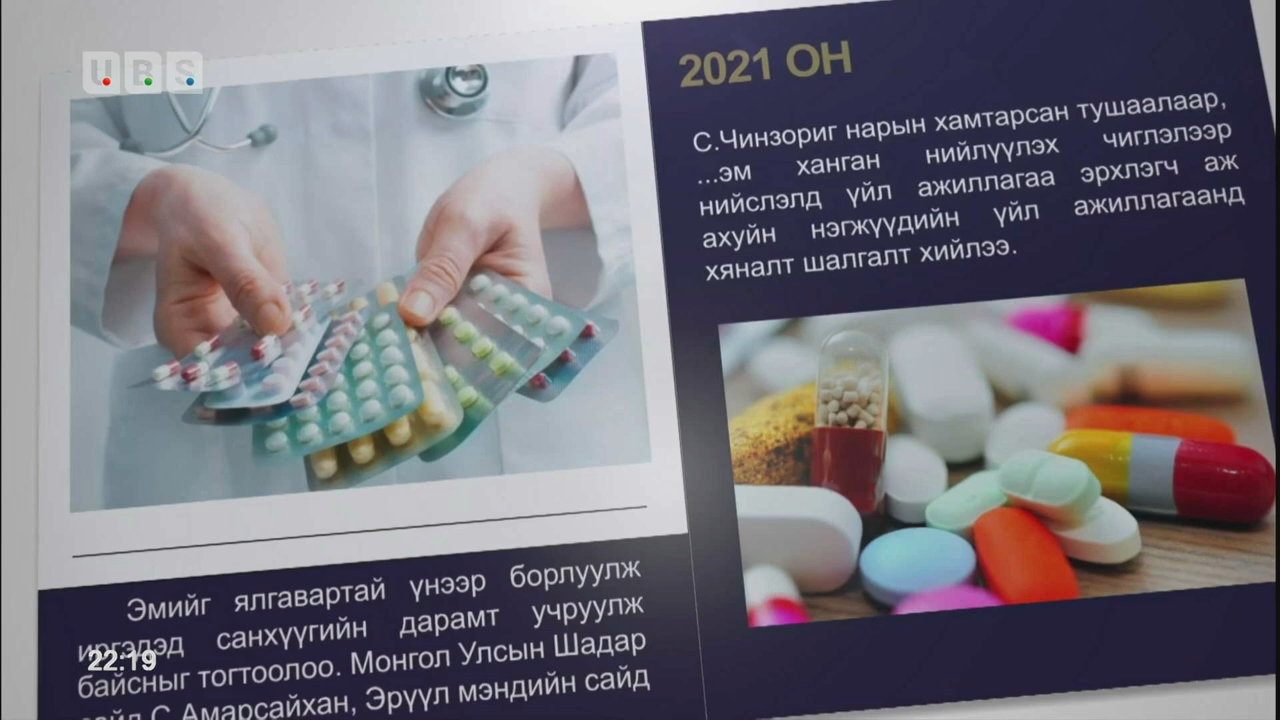 UBS
Эмийг ялгавартай үнээр борлуулж
иргэдэд санхүүгийн дарамт учруулж
байсныг тогтоолоо. Монгол Улсын Шадар
сайд С.Амарсайхан, Эрүүл мэндийн сайд
22:19
2021 ОН
С.Чинзориг нарын хамтарсан тушаалаар,
...эм ханган нийлүүлэх чиглэлээр
нийслэлд үйл ажиллагаа эрхлэгч аж
ахуйн нэгжүүдийн үйл ажиллагаанд
хяналт шалгалт хийлээ.